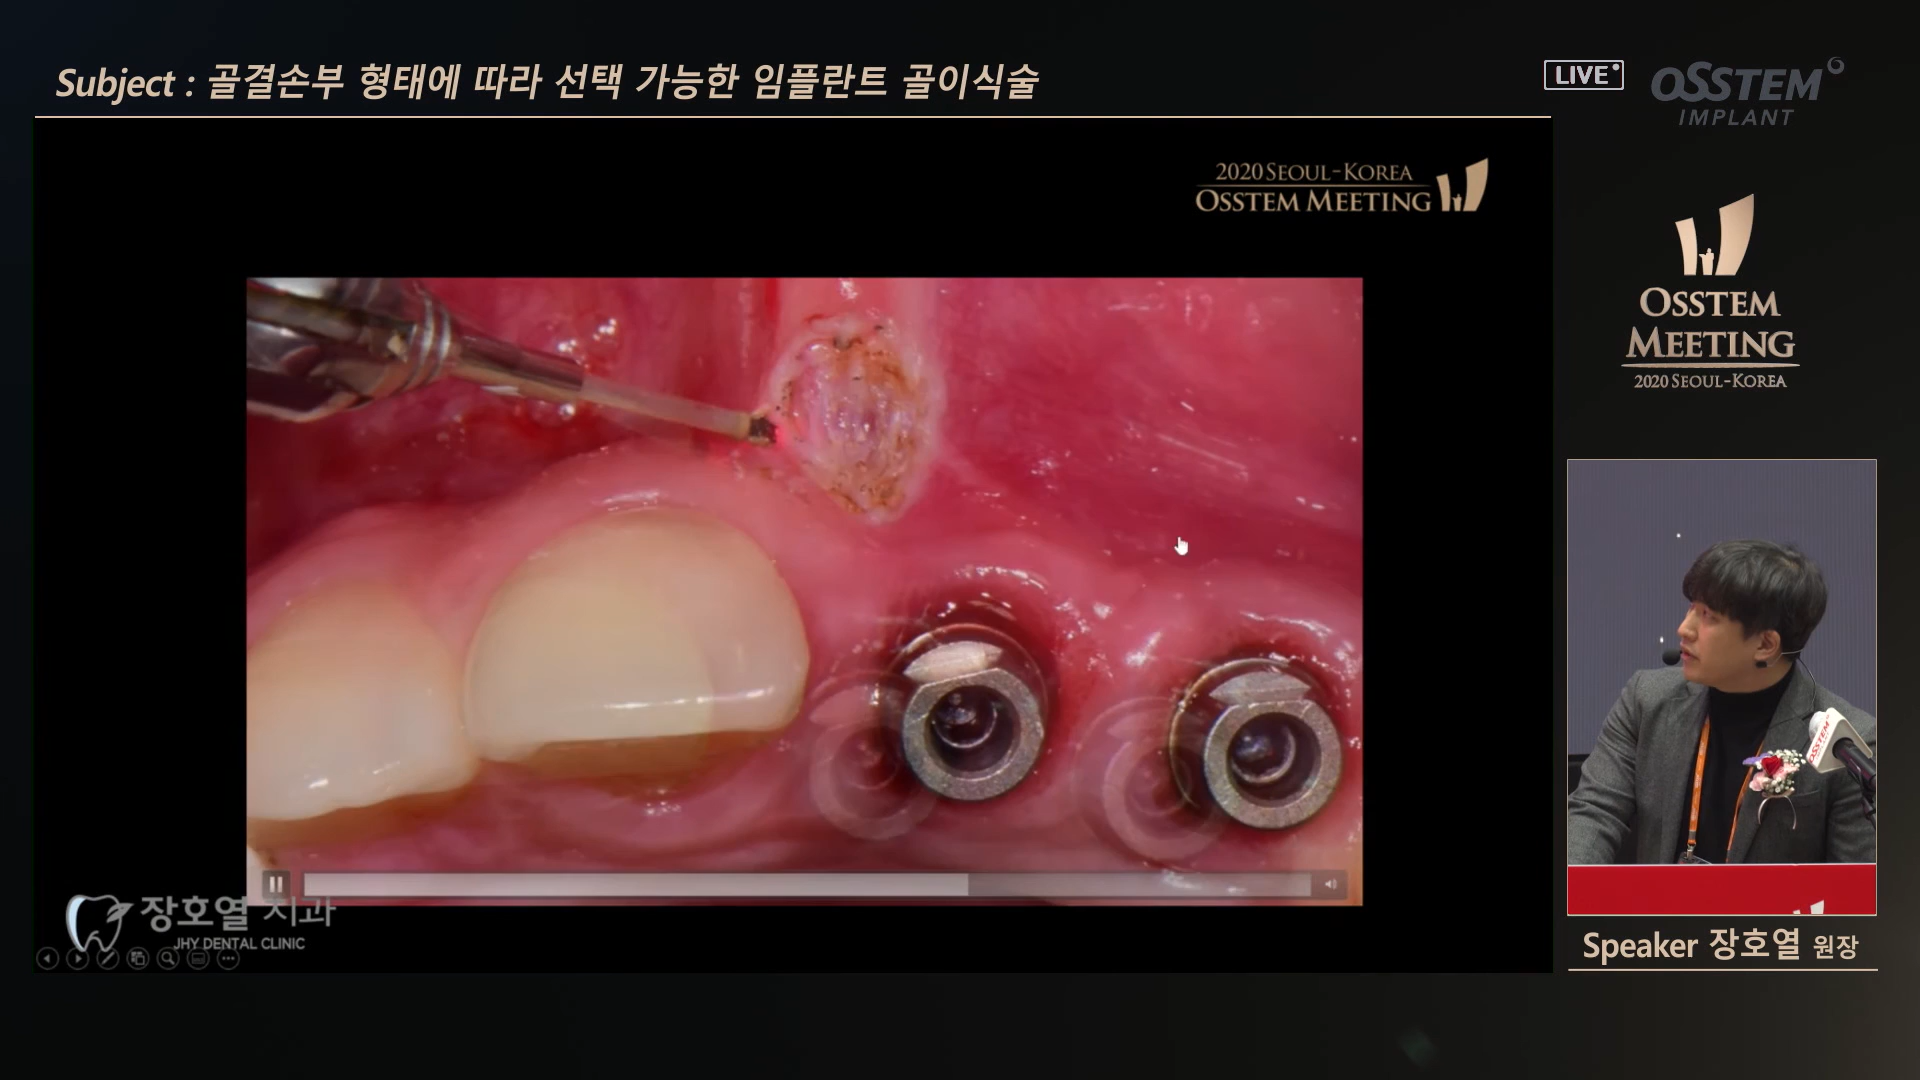 Subject : 골결손부 형태에 따라 선택 가능한 임플란트 골이식술
LIVE
OSSTEM
IMPLANT
2020 SEOUL-KOREA
OSSTEM MEETING
OSSTEM
MEETING
2020 SEOUL-KOREA
OSSTEM
장호열 치과
JHY DENTAL CLINIC
Speaker 장호열 원장